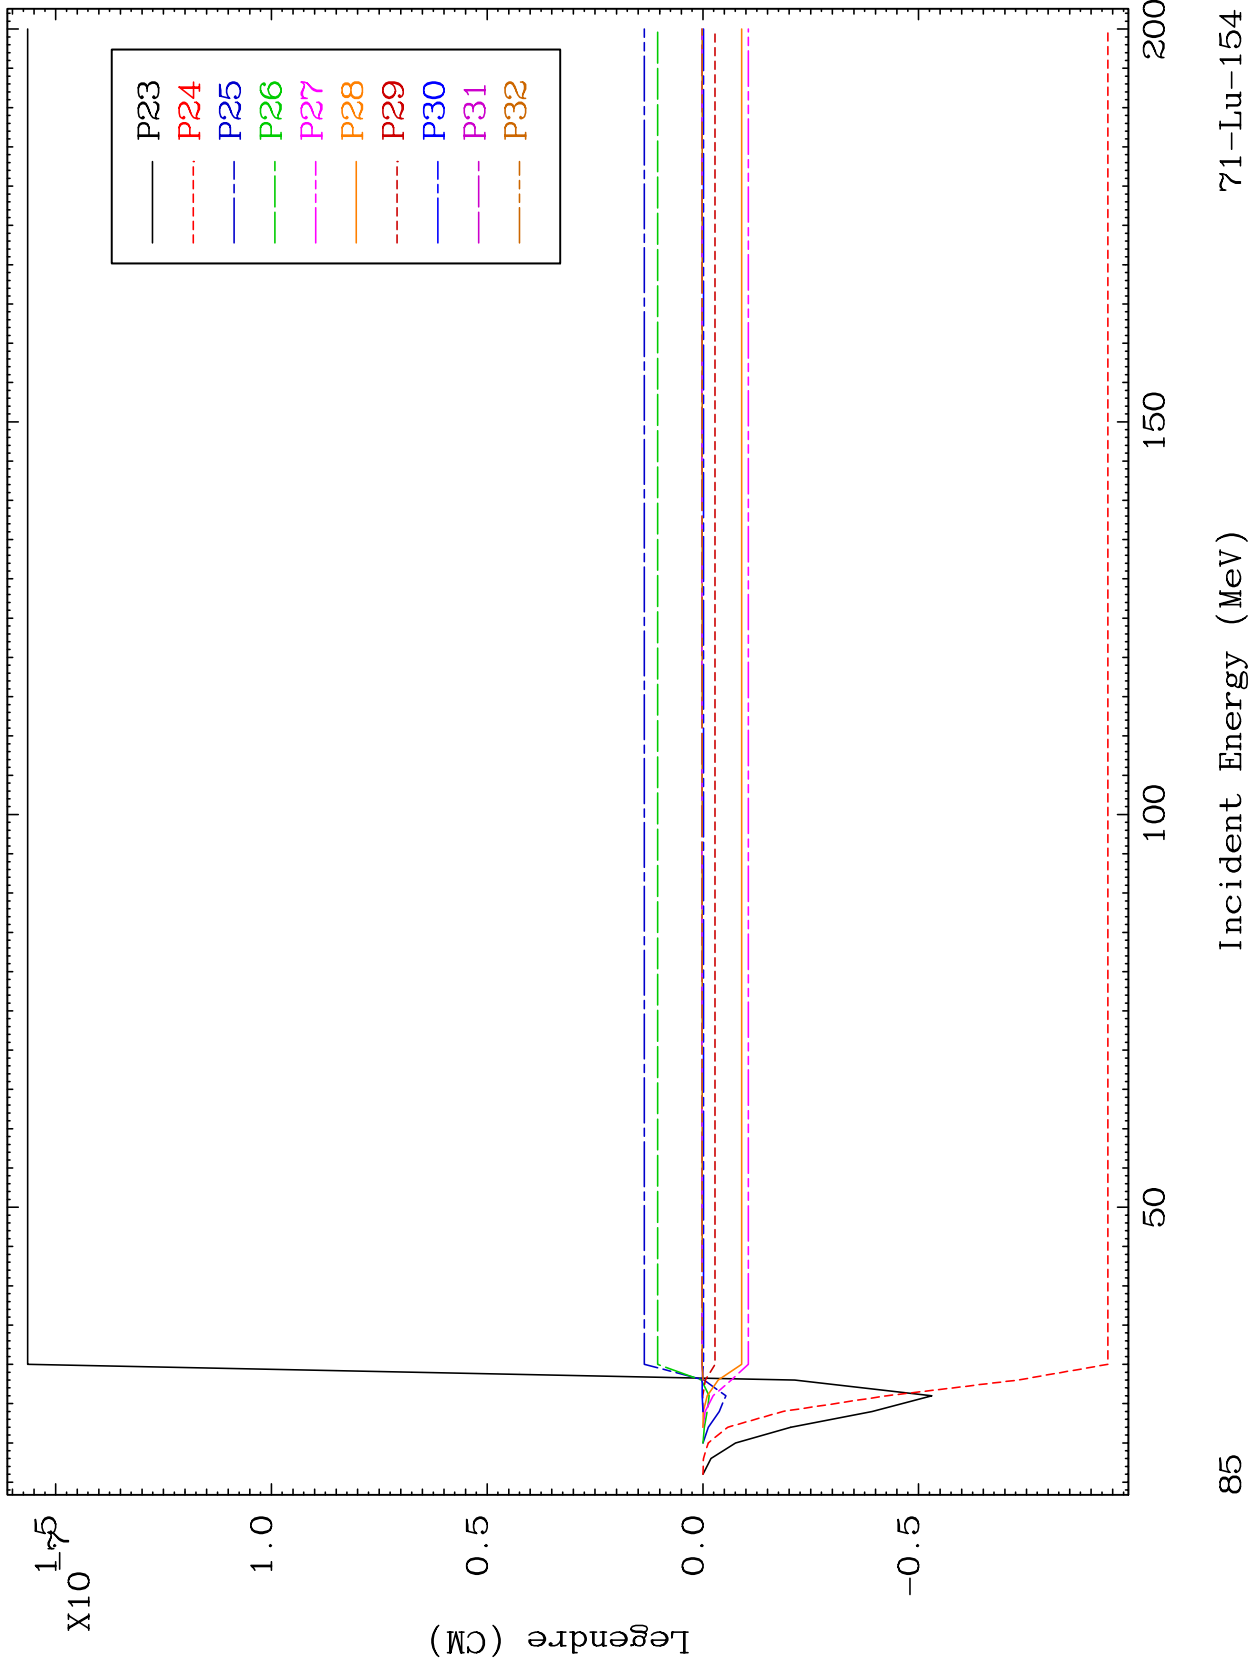 P23
P24
P25
P26
P27
P28
P29
P30
P31
P32
1.5
1.0
0.5
0.0
-0.5
X10
-7
Legendre (CM)
50
100
150
200
Incident Energy (MeV)
85
71-Lu-154